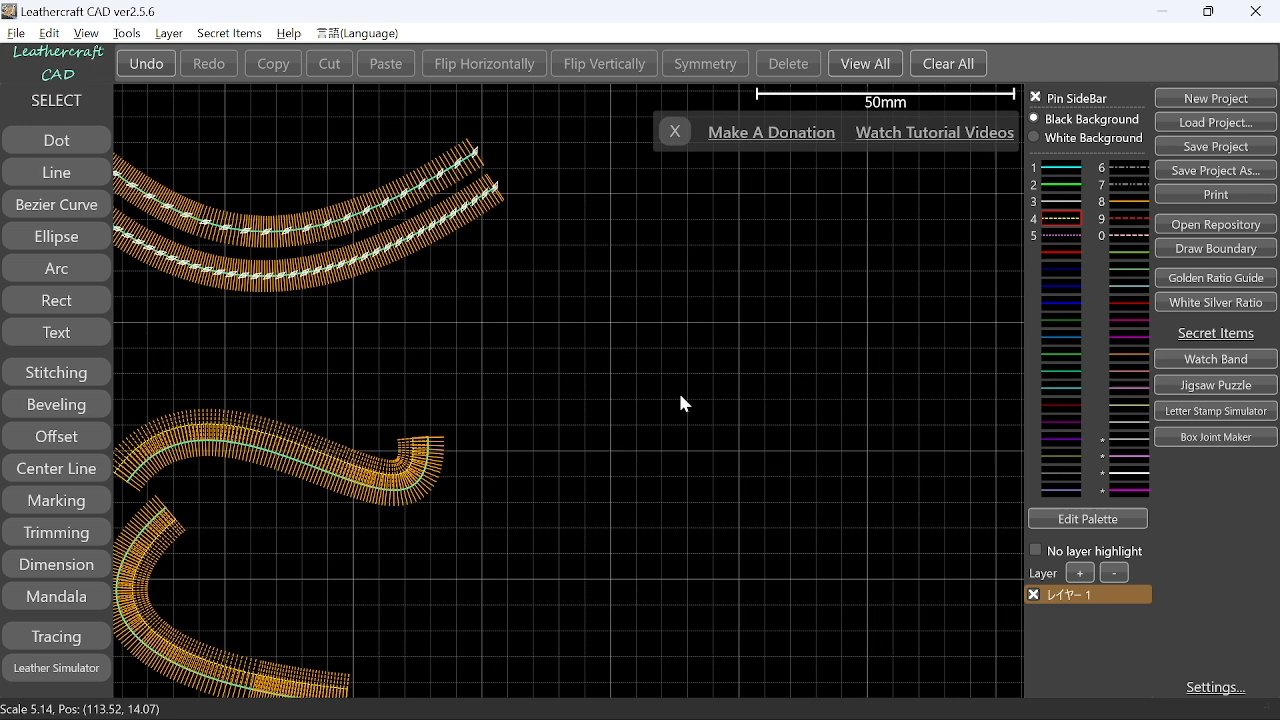 Leathercraft CAD ver2.5.6
File Edit View Tools Layer Secret Items Help 言語(Language)
Leathercraft
CAD
Undo Redo Copy Cut Paste Flip Horizontally Flip Vertically Symmetry Delete View All Clear All
SELECT
Dot
Line
Bezier Curve
Ellipse
Arc
Rect
Text
Stitching
Beveling
Offset
Center Line
Marking
Trimming
Dimension
Mandala
Tracing
Leather Simulator
50mm
X Make A Donation Watch Tutorial Videos
Pin SideBar
Black Background
White Background
1 6
2 7
3 8
4 9
5 0
*
*
*
*
Edit Palette
No layer highlight
Layer + -
レイヤー 1
New Project
Load Project...
Save Project
Save Project As...
Print
Open Repository
Draw Boundary
Golden Ratio Guide
White Silver Ratio
Secret Items
Watch Band
Jigsaw Puzzle
Letter Stamp Simulator
Box Joint Maker
Settings...
Scale 5.14, Pos: (113.52, 14.07)